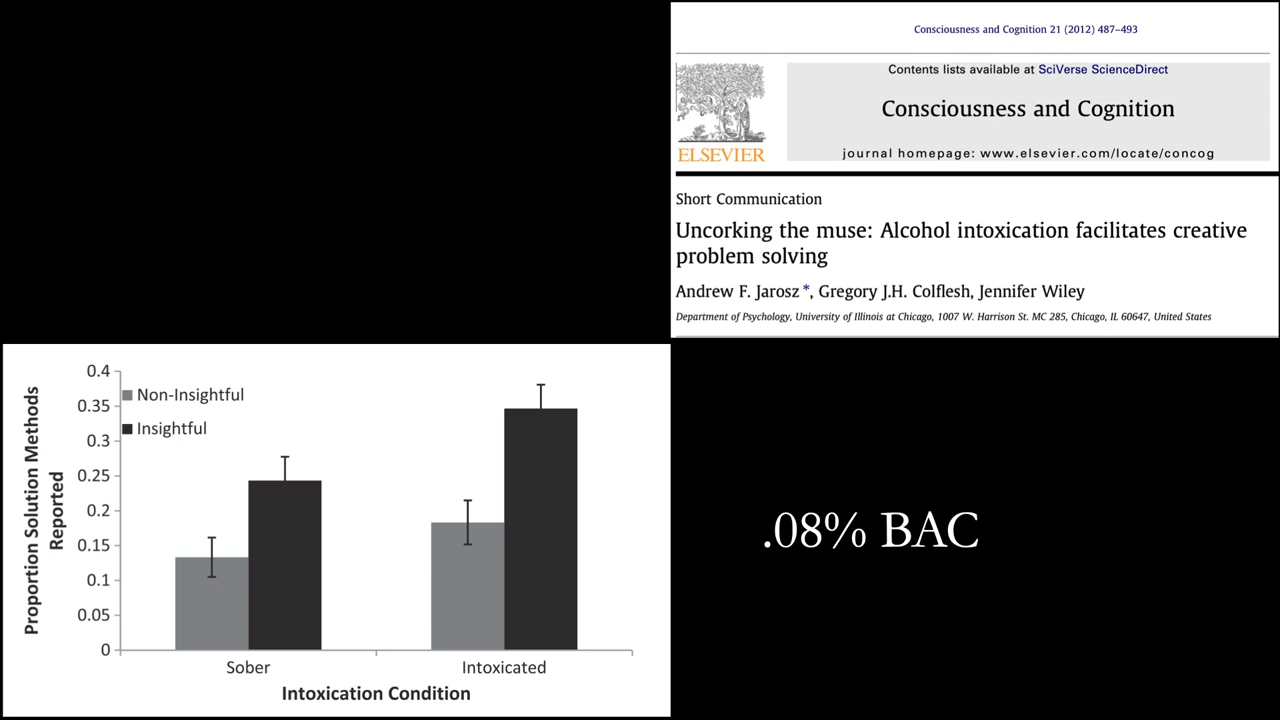 Consciousness and Cognition 21 (2012) 487–493
Contents lists available at SciVerse ScienceDirect
Consciousness and Cognition
journal homepage: www.elsevier.com/locate/concog
ELSEVIER
Short Communication
Uncorking the muse: Alcohol intoxication facilitates creative
problem solving
Andrew F. Jarosz *, Gregory J.H. Colflesh, Jennifer Wiley
Department of Psychology, University of Illinois at Chicago, 1007 W. Harrison St. MC 285, Chicago, IL 60647, United States
Proportion Solution Methods
Reported
0.4
0.35
0.3
0.25
0.2
0.15
0.1
0.05
0
Non-Insightful
Insightful
Sober
Intoxicated
Intoxication Condition
.08% BAC